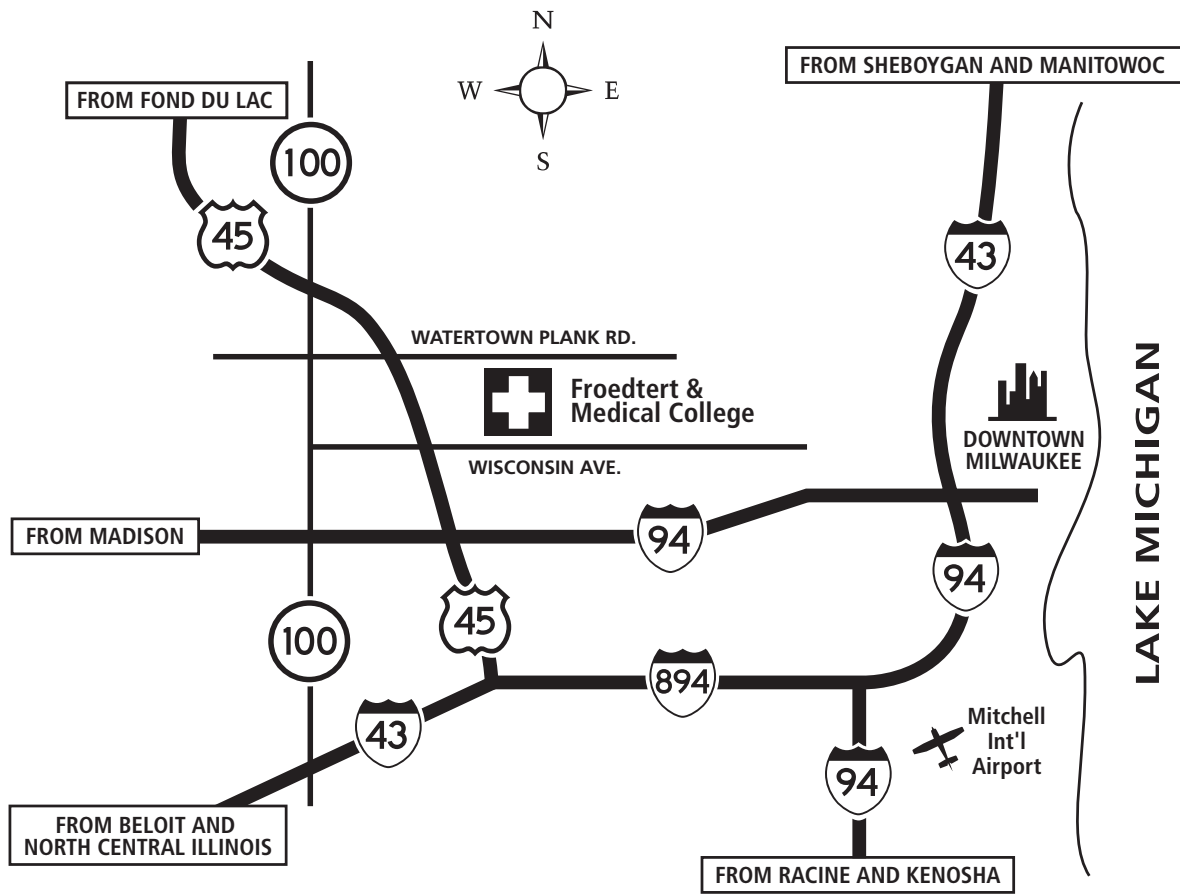 N
FROM SHEBOYGAN AND MANITOWOC
W
E
FROM FOND DU LAC
100
S
45
43
WATERTOWN PLANK RD.
Froedtert &
Medical College
DOWNTOWN
MILWAUKEE
WISCONSIN AVE.
LAKE MICHIGAN
FROM MADISON
94
94
45
100
894
43
Mitchell
Int'l
Airport
94
FROM BELOIT AND
NORTH CENTRAL ILLINOIS
FROM RACINE AND KENOSHA